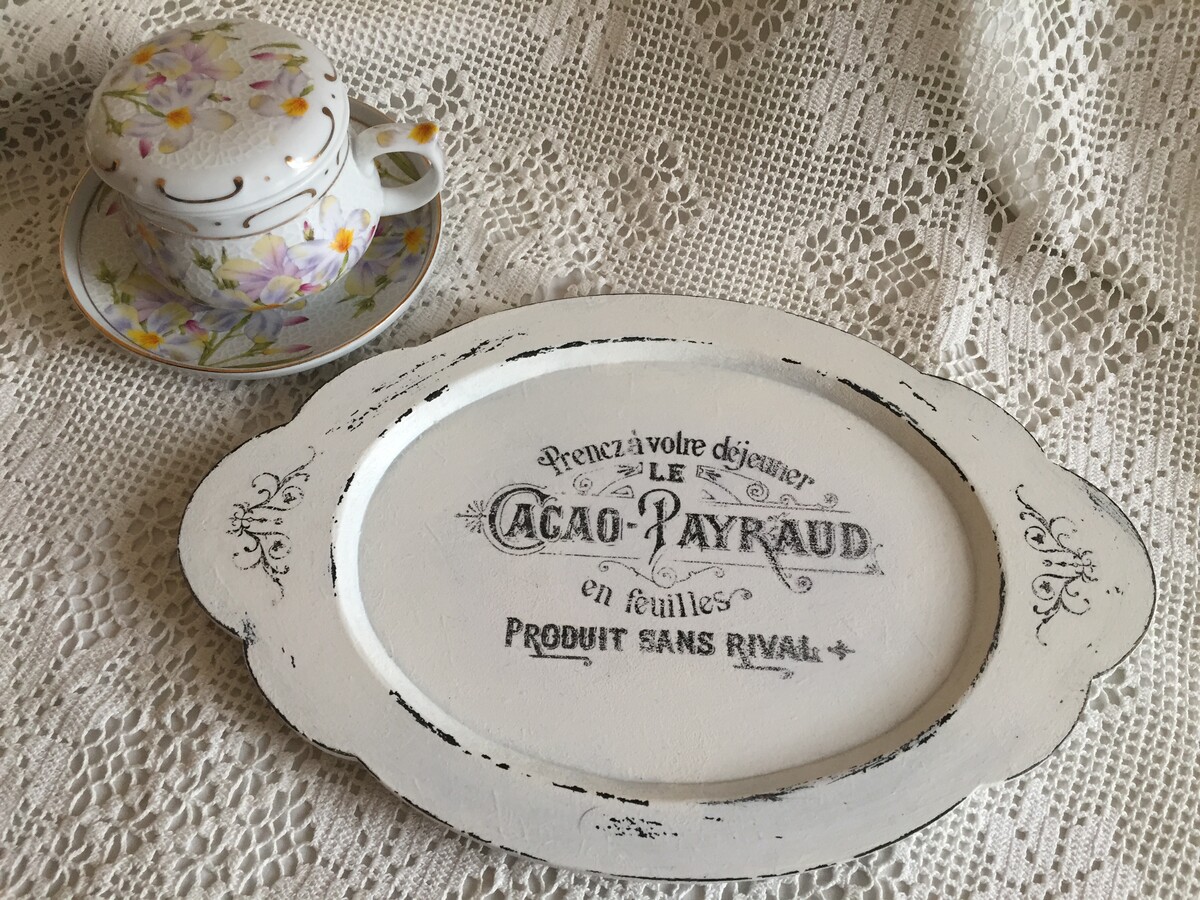 Prenez à votre déjeuner
LE
CACAO-PAYRAUD
en feuilles
PRODUIT SANS RIVAL